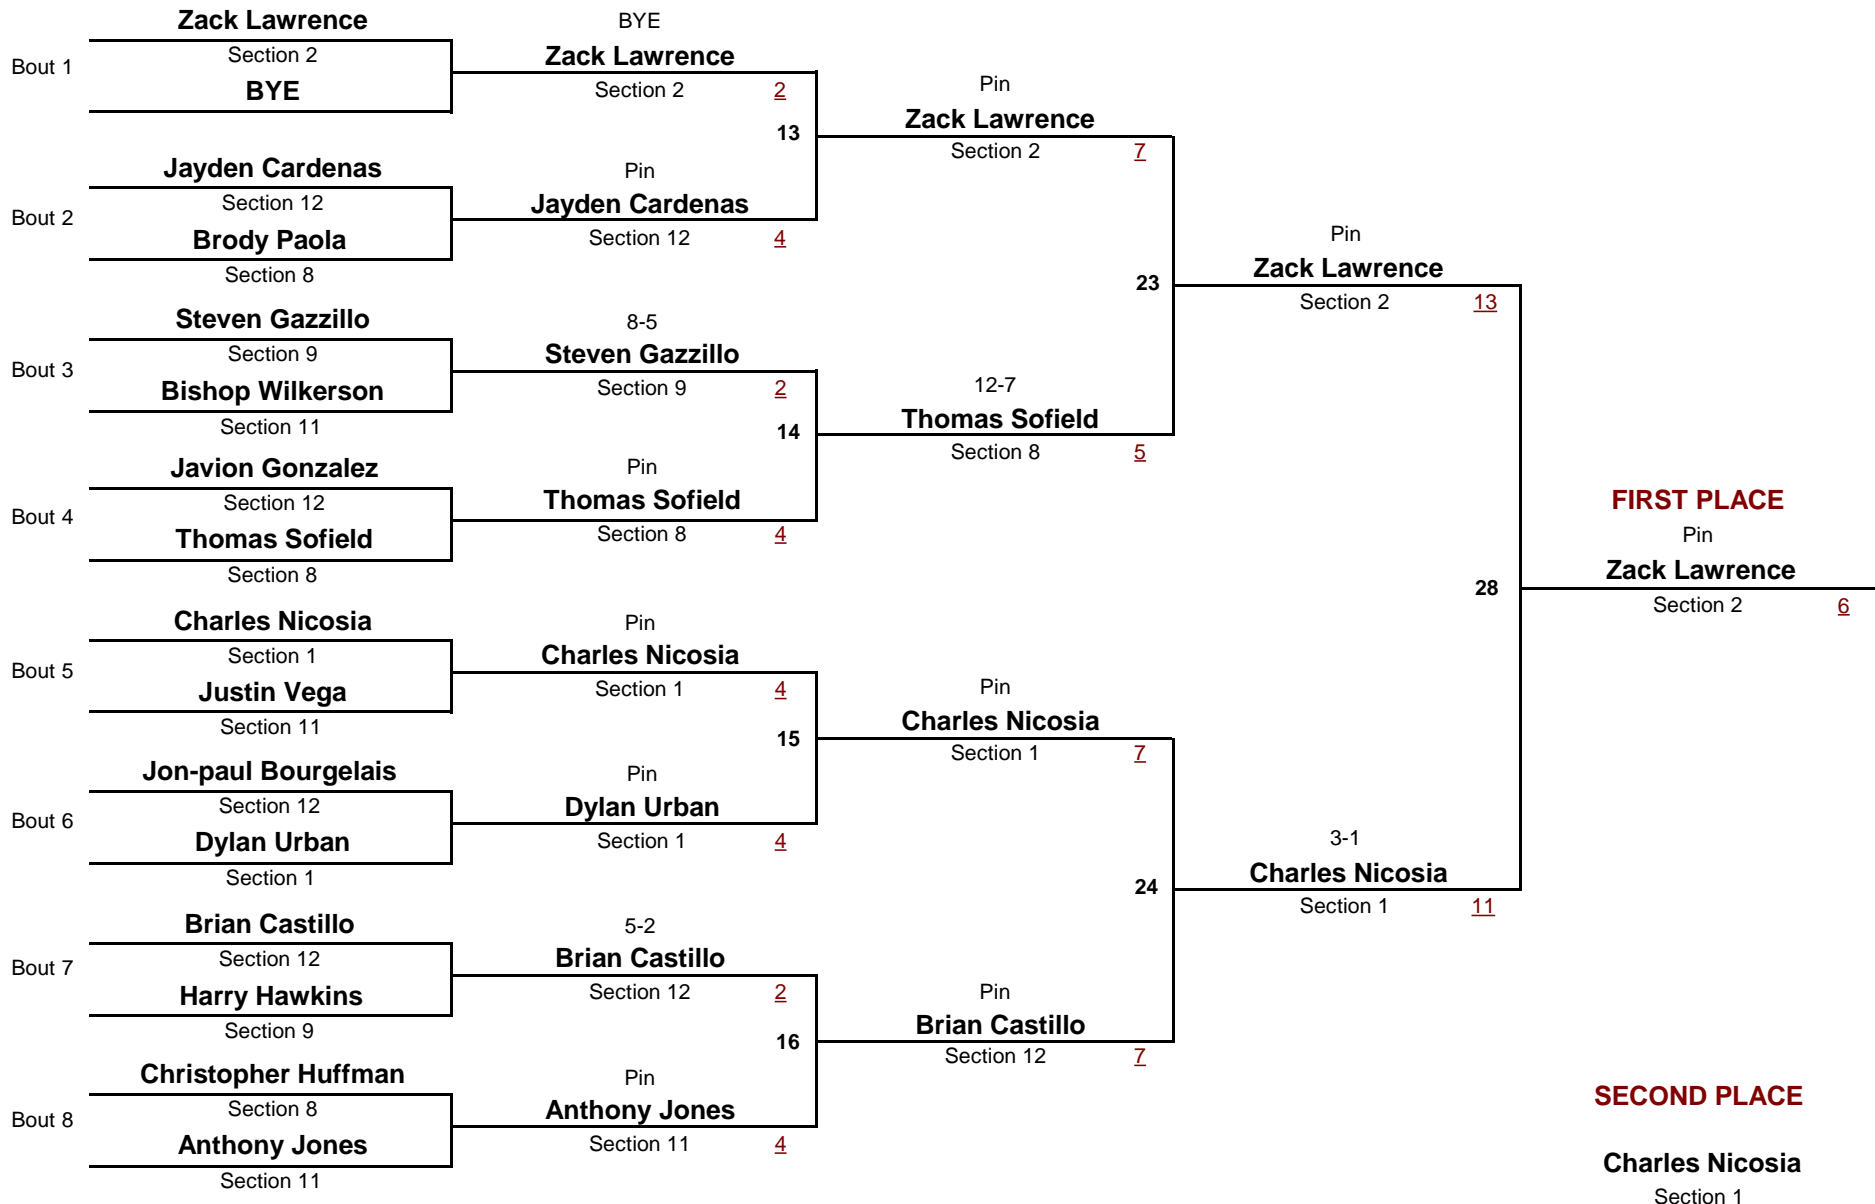 Zack Lawrence
Bout 1
Section 2
BYE
Jayden Cardenas
Bout 2
Section 12
Brody Paola
Section 8
Steven Gazzillo
Bout 3
Section 9
Bishop Wilkerson
Section 11
Javion Gonzalez
Bout 4
Section 12
Thomas Sofield
Section 8
Charles Nicosia
Bout 5
Section 1
Justin Vega
Section 11
Jon-paul Bourgelais
Bout 6
Section 12
Dylan Urban
Section 1
Brian Castillo
Bout 7
Section 12
Harry Hawkins
Section 9
Christopher Huffman
Bout 8
Section 8
Anthony Jones
Section 11
BYE
Zack Lawrence
Section 2 2
13
Pin
Jayden Cardenas
Section 12 4
8-5
Steven Gazzillo
Section 9 2
14
Pin
Thomas Sofield
Section 8 4
Pin
Charles Nicosia
Section 1 4
15
Pin
Dylan Urban
Section 1 4
5-2
Brian Castillo
Section 12 2
16
Pin
Anthony Jones
Section 11 4
Pin
Zack Lawrence
Section 2 7
23
12-7
Thomas Sofield
Section 8 5
Pin
Charles Nicosia
Section 1 7
24
Pin
Brian Castillo
Section 12 7
Pin
Zack Lawrence
Section 2 13
28
3-1
Charles Nicosia
Section 1 11
FIRST PLACE
Pin
Zack Lawrence
Section 2 6
SECOND PLACE
Charles Nicosia
Section 1